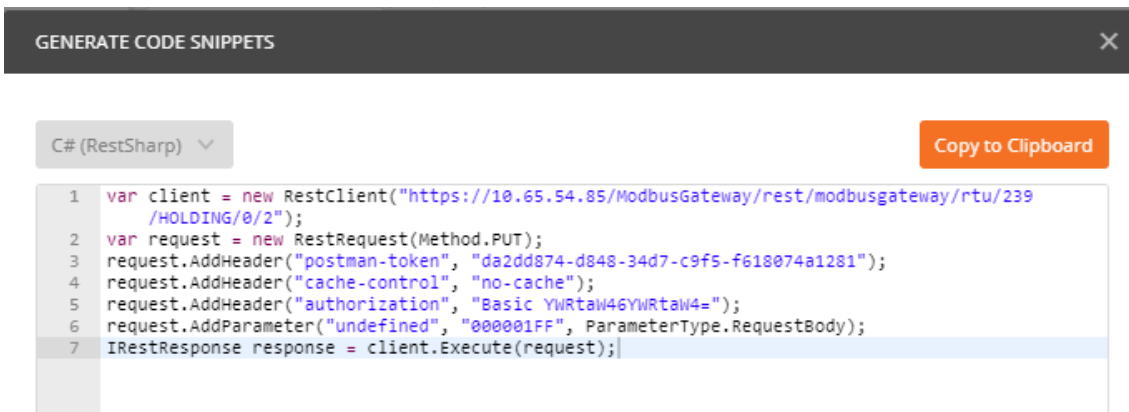 GENERATE CODE SNIPPETS
C# (RestSharp)
Copy to Clipboard
1 var client = new RestClient("https://10.65.54.85/ModbusGateway/rest/modbusgateway/rtu/239
/HOLDING/0/2");
2 var request = new RestRequest(Method.PUT);
3 request.AddHeader("postman-token", "da2dd874-d848-34d7-c9f5-f618074a1281");
4 request.AddHeader("cache-control", "no-cache");
5 request.AddHeader("authorization", "Basic YWRtaW46YWRtaW4=");
6 request.AddParameter("undefined", "000001FF", ParameterType.RequestBody);
7 IRestResponse response = client.Execute(request);